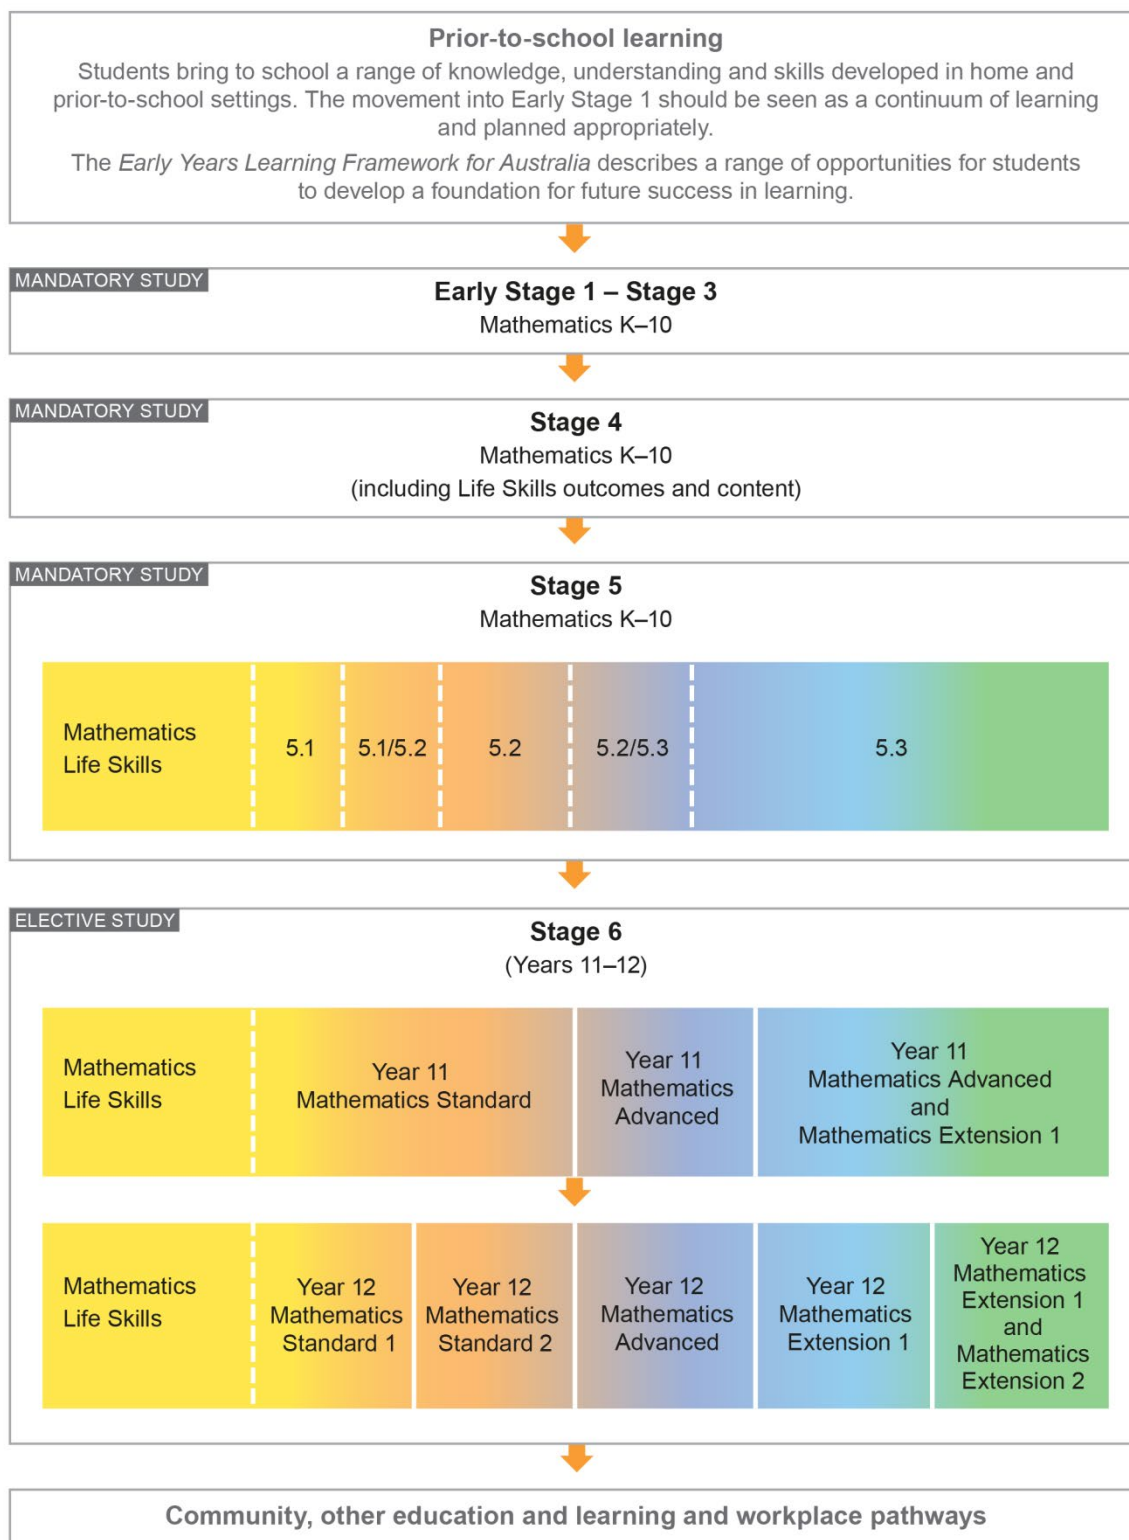 Prior-to-school learning
Students bring to school a range of knowledge, understanding and skills developed in home and
prior-to-school settings. The movement into Early Stage 1 should be seen as a continuum of learning
and planned appropriately.
The Early Years Learning Framework for Australia describes a range of opportunities for students
to develop a foundation for future success in learning.
MANDATORY STUDY
Early Stage 1 – Stage 3
Mathematics K–10
MANDATORY STUDY
Stage 4
Mathematics K–10
(including Life Skills outcomes and content)
MANDATORY STUDY
Stage 5
Mathematics K–10
Mathematics
Life Skills
5.1
5.1/5.2
5.2
5.2/5.3
5.3
ELECTIVE STUDY
Stage 6
(Years 11–12)
Mathematics
Life Skills
Year 11
Mathematics Standard
Year 11
Mathematics
Advanced
Year 11
Mathematics Advanced
and
Mathematics Extension 1
Mathematics
Life Skills
Year 12
Mathematics
Standard 1
Year 12
Mathematics
Standard 2
Year 12
Mathematics
Advanced
Year 12
Mathematics
Extension 1
Year 12
Mathematics
Extension 1
and
Mathematics
Extension 2
Community, other education and learning and workplace pathways